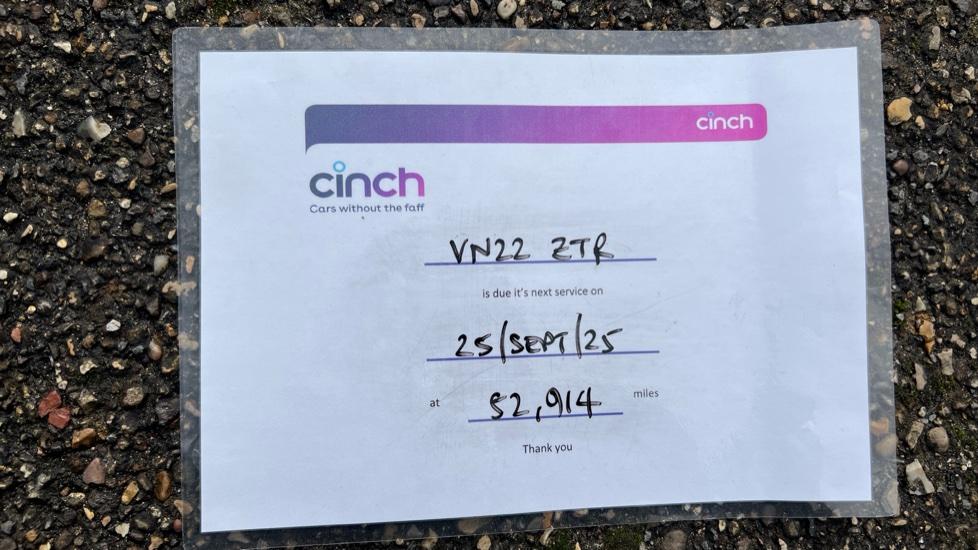 cinch
cinch
Cars without the faff
VN22 ZTR
is due it's next service on
25/SEPT/25
at 52,914 miles
Thank you